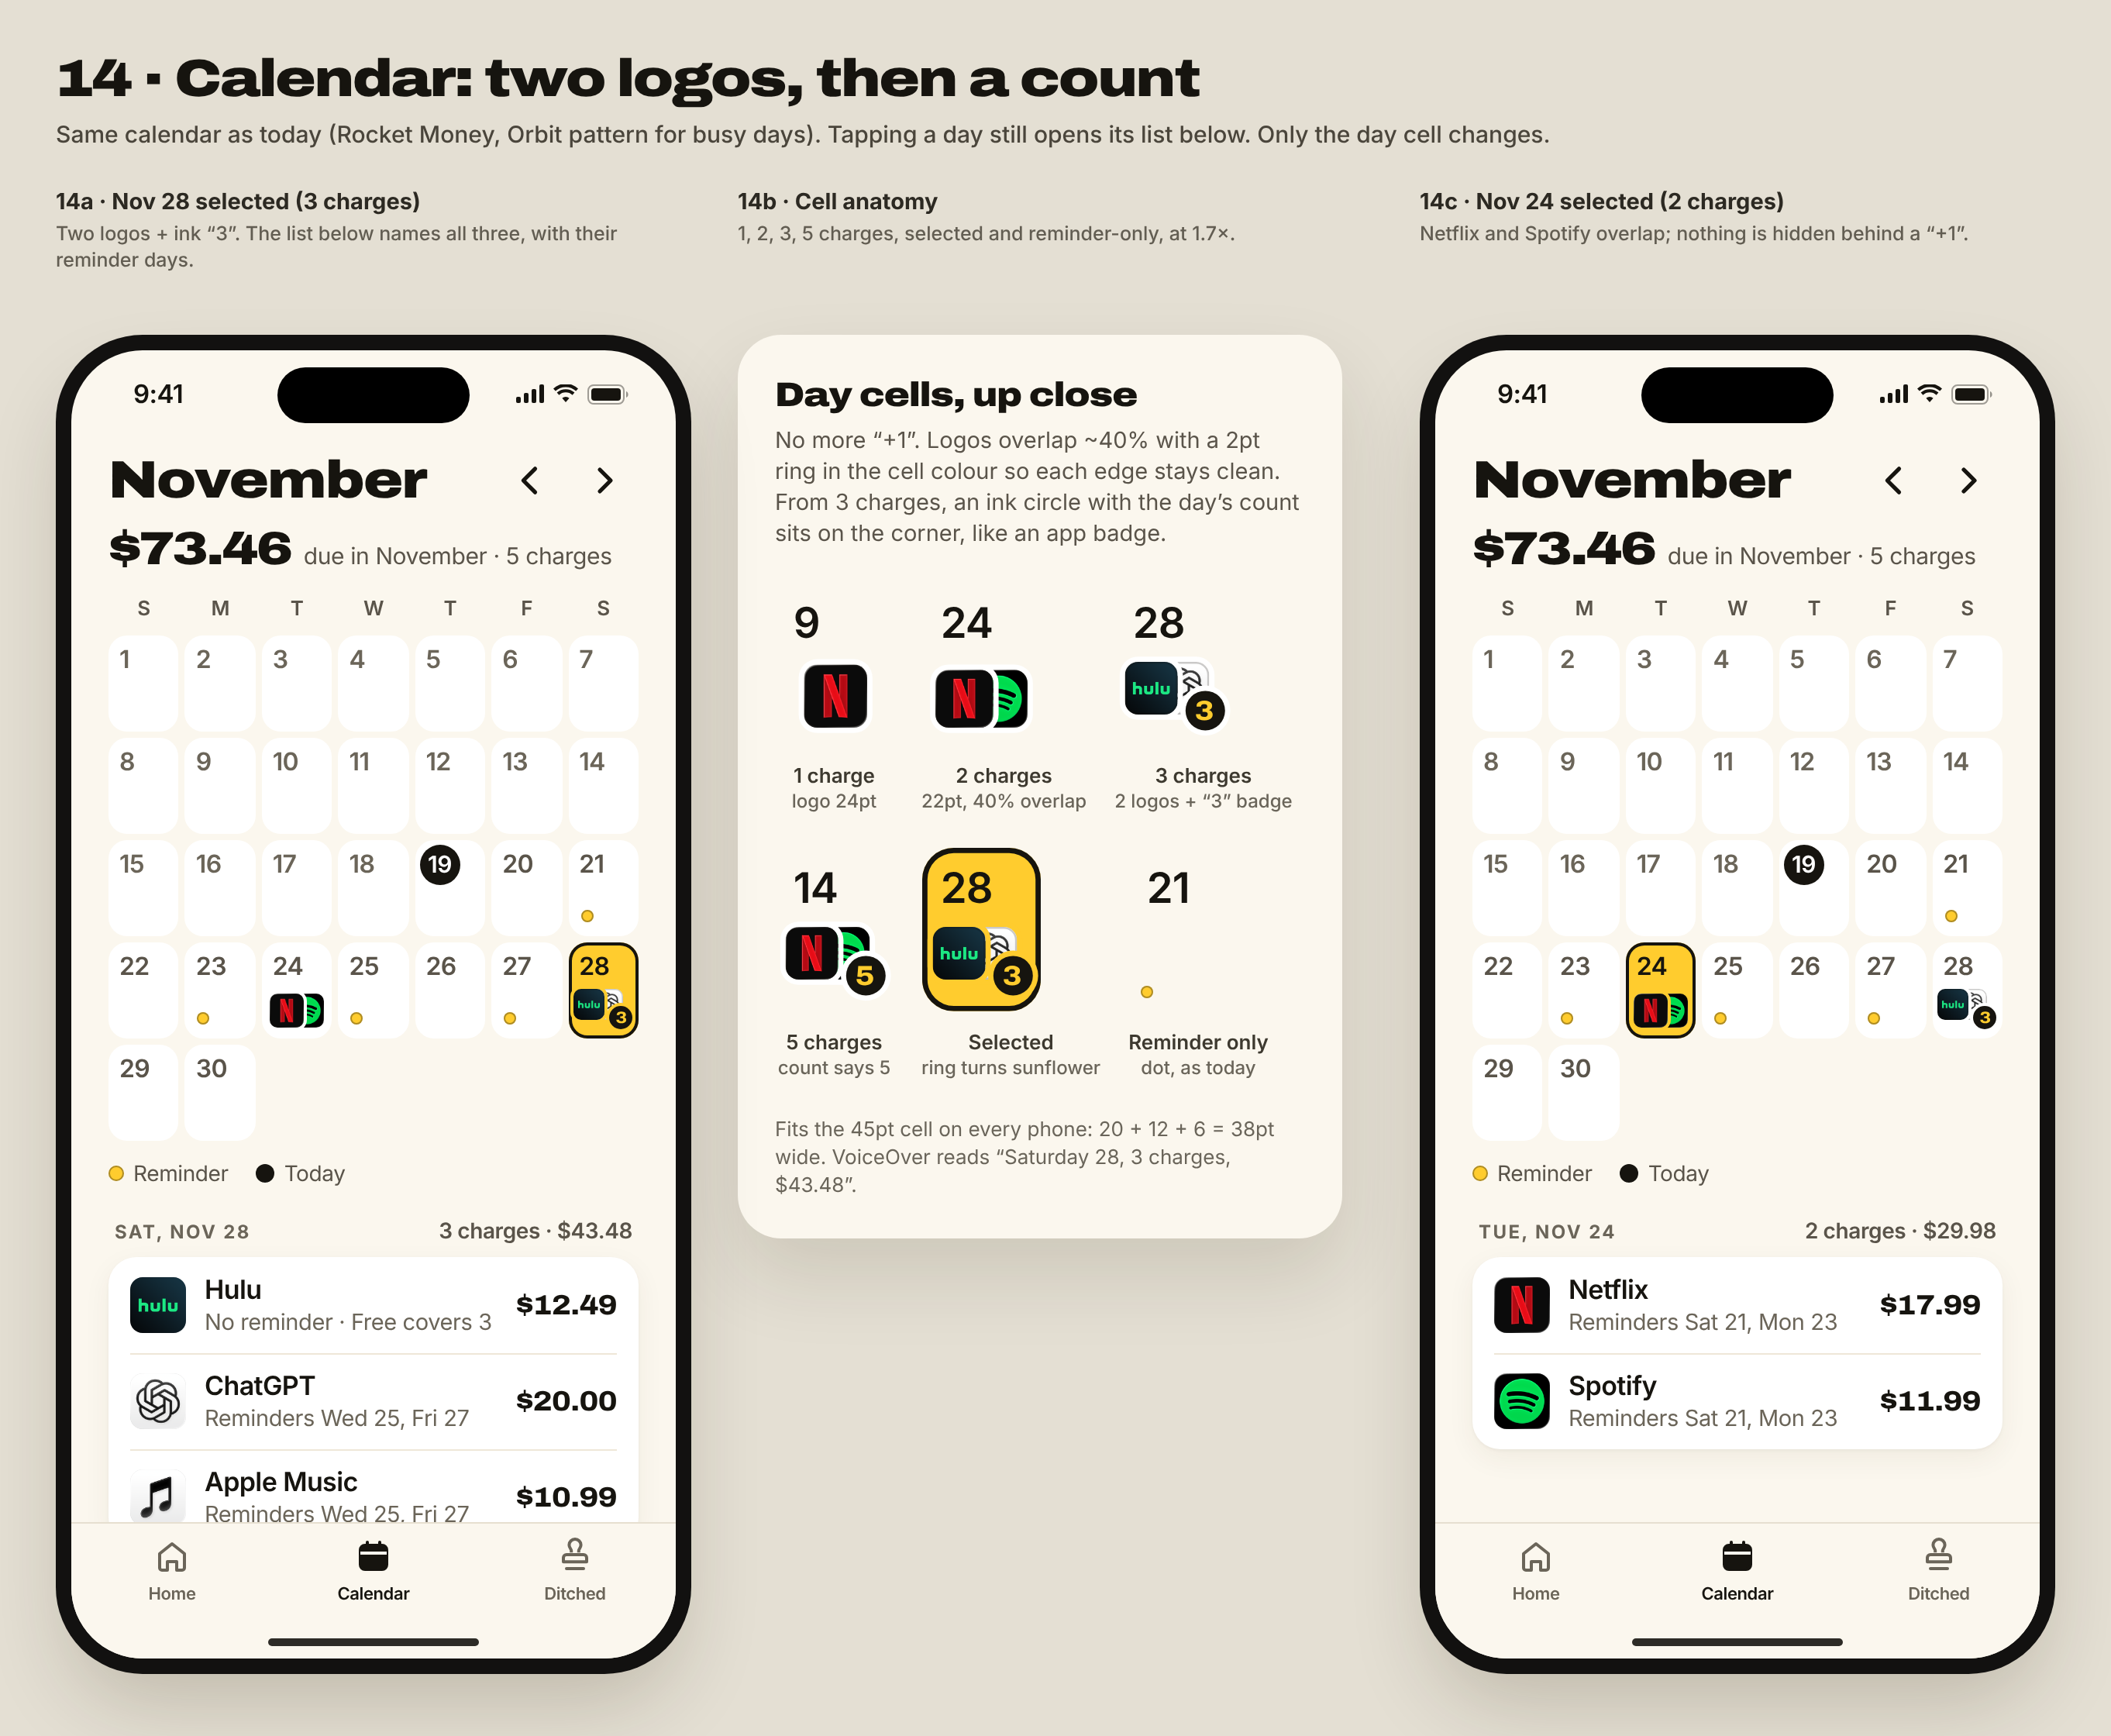 14 · Calendar: two logos, then a count
Same calendar as today (Rocket Money, Orbit pattern for busy days). Tapping a day still opens its list below. Only the day cell changes.
14a · Nov 28 selected (3 charges)
Two logos + ink “3”. The list below names all three, with their
reminder days.
9:41
November
$73.46 due in November · 5 charges
S M T W T F S
1 2 3 4 5 6 7
8 9 10 11 12 13 14
15 16 17 18 19 20 21
22 23 24 25 26 27 28
N hulu 3
29 30
Reminder Today
SAT, NOV 28 3 charges · $43.48
hulu
Hulu
No reminder · Free covers 3
$12.49
ChatGPT
Reminders Wed 25, Fri 27
$20.00
Apple Music
Reminders Wed 25, Fri 27
$10.99
Home Calendar Ditched
14b · Cell anatomy
1, 2, 3, 5 charges, selected and reminder-only, at 1.7×.
Day cells, up close
No more “+1”. Logos overlap ~40% with a 2pt
ring in the cell colour so each edge stays clean.
From 3 charges, an ink circle with the day’s count
sits on the corner, like an app badge.
9 24 28
N N hulu 3
1 charge 2 charges 3 charges
logo 24pt 22pt, 40% overlap 2 logos + “3” badge
14 28 21
N 5 hulu 3
5 charges Selected Reminder only
count says 5 ring turns sunflower dot, as today
Fits the 45pt cell on every phone: 20 + 12 + 6 = 38pt
wide. VoiceOver reads “Saturday 28, 3 charges,
$43.48”.
14c · Nov 24 selected (2 charges)
Netflix and Spotify overlap; nothing is hidden behind a “+1”.
9:41
November
$73.46 due in November · 5 charges
S M T W T F S
1 2 3 4 5 6 7
8 9 10 11 12 13 14
15 16 17 18 19 20 21
22 23 24 25 26 27 28
N hulu 3
29 30
Reminder Today
TUE, NOV 24 2 charges · $29.98
N
Netflix
Reminders Sat 21, Mon 23
$17.99
Spotify
Reminders Sat 21, Mon 23
$11.99
Home Calendar Ditched